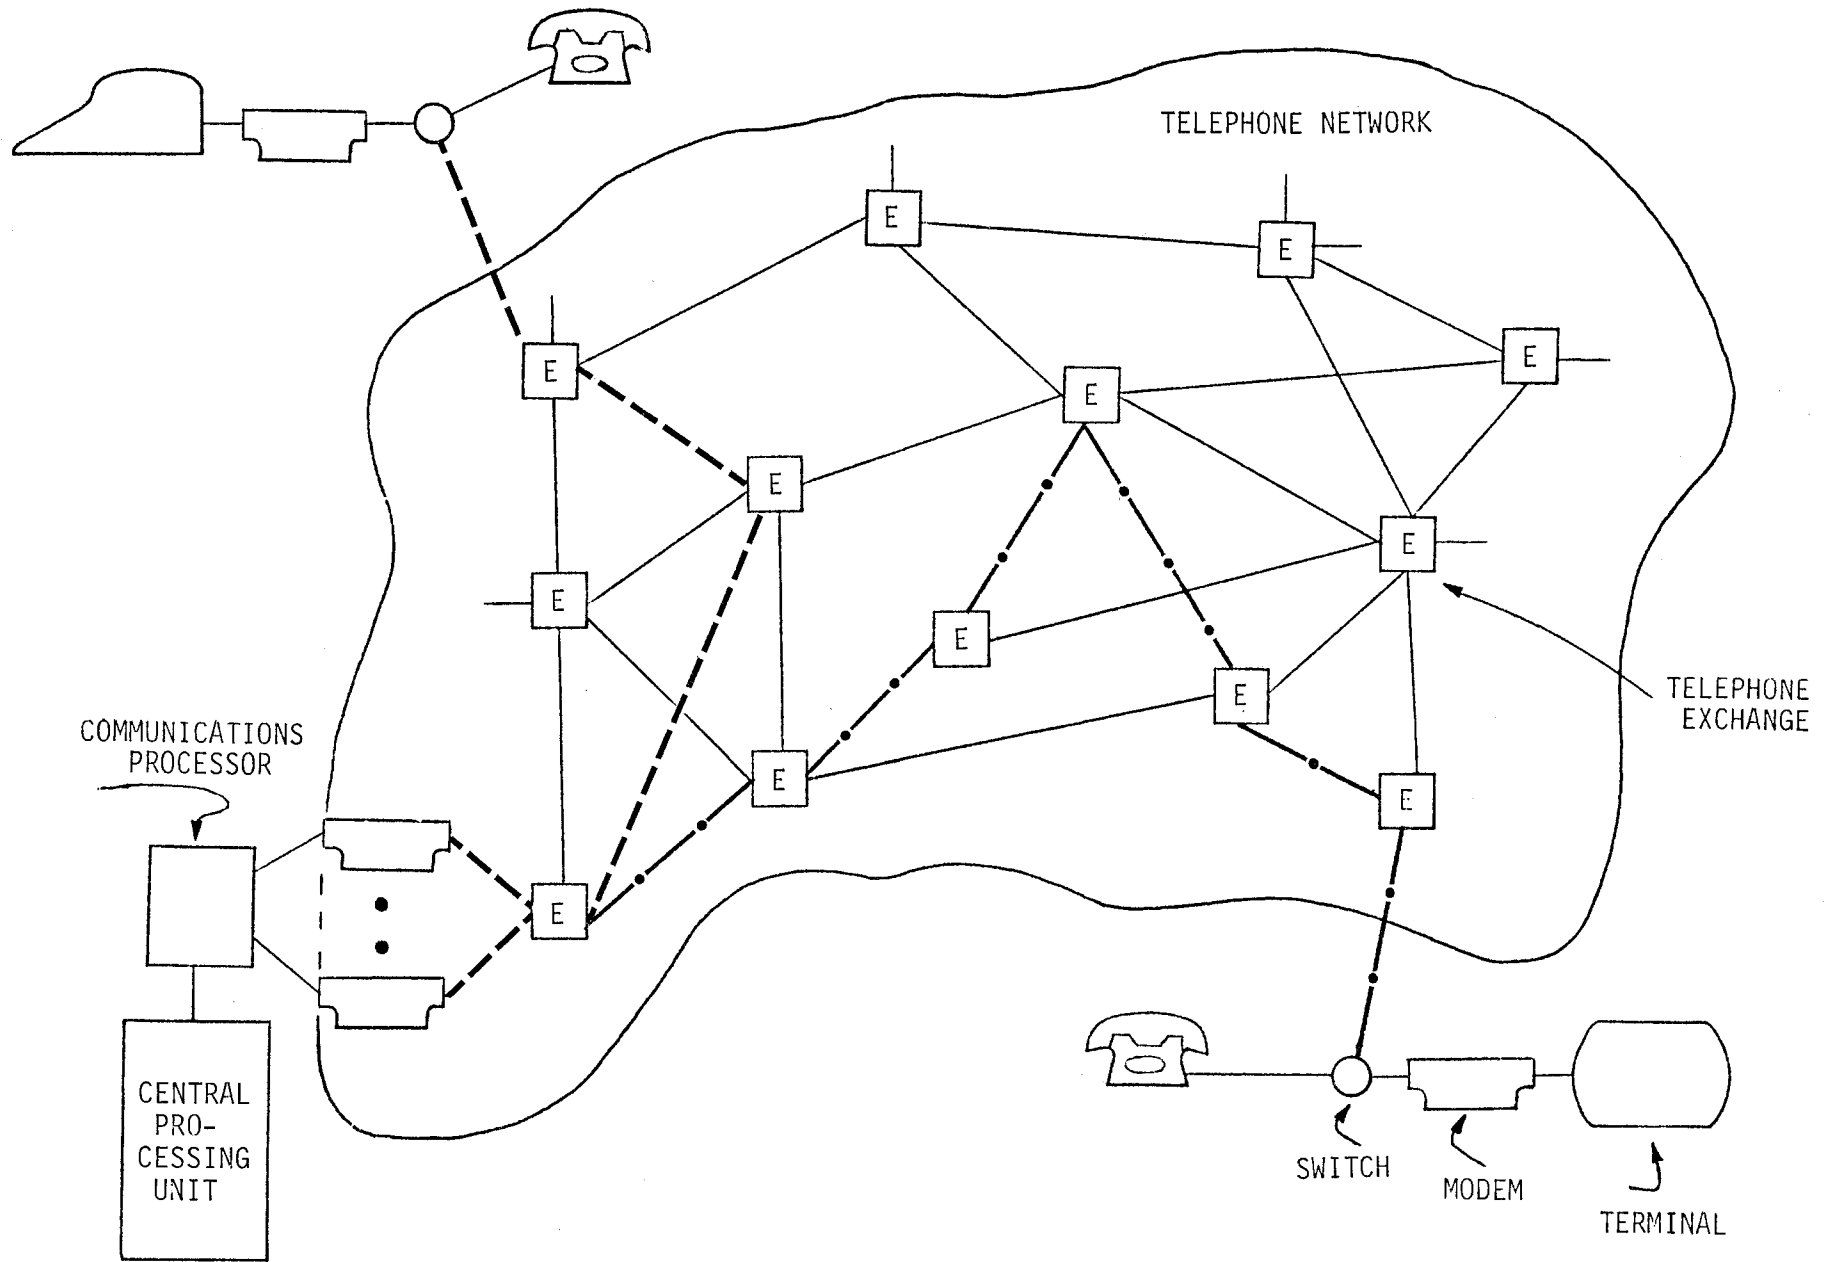 TELEPHONE NETWORK
E
E
E
E
E
E
E
E
E
E
E
E
E
TELEPHONE
EXCHANGE
COMMUNICATIONS
PROCESSOR
CENTRAL
PRO-
CESSING
UNIT
SWITCH
MODEM
TERMINAL